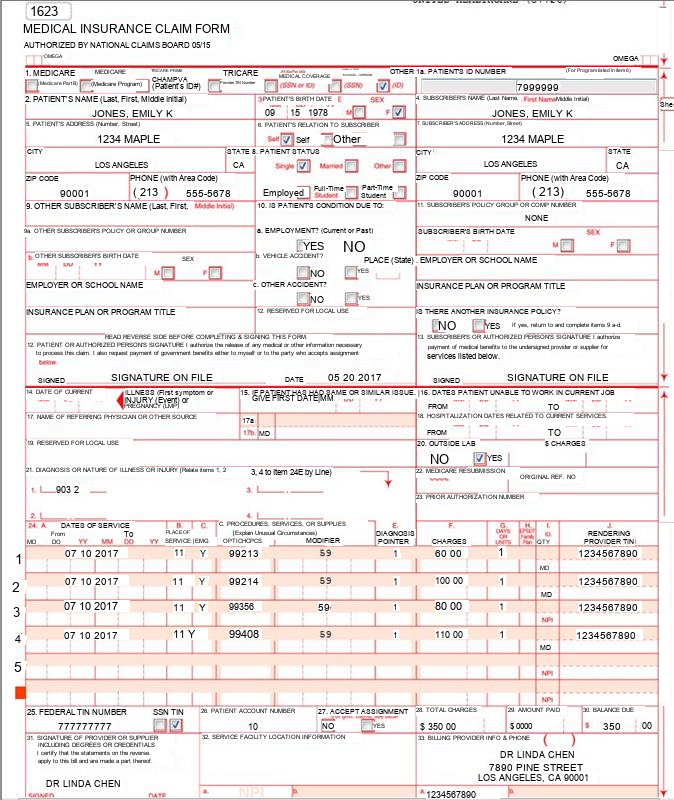 1623
MEDICAL INSURANCE CLAIM FORM
AUTHORIZED BY NATIONAL CLAIMS BOARD 05/15
OMEGA OMEGA
1. MEDICARE MEDICARE CHAMPVA TRICARE MEDICAL COVERAGE OTHER 1a. PATIENT'S ID NUMBER (For Program listed in item 6)
(Medicare Part B) (Medicare Program) (Patient's ID#) (SSN or ID) (SSN) (ID) 7999999
2. PATIENT'S NAME (Last, First, Middle Initial) 3 PATIENT'S BIRTH DATE SEX 4. SUBSCRIBER'S NAME (Last Name, First Name Middle Initial)
JONES, EMILY K 09 15 1978 M F JONES, EMILY K
5. PATIENT'S ADDRESS (Number, Street) 6. PATIENT'S RELATION TO SUBSCRIBER 7. SUBSCRIBER'S ADDRESS (Number, Street)
1234 MAPLE Self Self Other 1234 MAPLE
CITY STATE 8. PATIENT STATUS CITY STATE
LOS ANGELES CA Single Married Other LOS ANGELES CA
ZIP CODE PHONE (with Area Code) ZIP CODE PHONE (with Area Code)
90001 ( 213 ) 555-5678 Employed Full-Time Student Part-Time Student 90001 ( 213 ) 555-5678
9. OTHER SUBSCRIBER'S NAME (Last, First, Middle Initial) 10. IS PATIENT'S CONDITION DUE TO: 11. SUBSCRIBER'S POLICY GROUP OR COMP NUMBER
NONE
9a. OTHER SUBSCRIBER'S POLICY OR GROUP NUMBER a. EMPLOYMENT? (Current or Past) SUBSCRIBER'S BIRTH DATE SEX
YES NO M F
b. OTHER SUBSCRIBER'S BIRTH DATE SEX b. VEHICLE ACCIDENT? PLACE (State) EMPLOYER OR SCHOOL NAME
MM DD YY M F NO YES
EMPLOYER OR SCHOOL NAME c. OTHER ACCIDENT? INSURANCE PLAN OR PROGRAM TITLE
NO YES
INSURANCE PLAN OR PROGRAM TITLE 12. RESERVED FOR LOCAL USE IS THERE ANOTHER INSURANCE POLICY?
NO YES If yes, return to and complete items 9 a-d.
READ REVERSE SIDE BEFORE COMPLETING & SIGNING THIS FORM.
12. PATIENT OR AUTHORIZED PERSON'S SIGNATURE I authorize the release of any medical or other information necessary
to process this claim. I also request payment of government benefits either to myself or to the party who accepts assignment
below.
13. SUBSCRIBER'S OR AUTHORIZED PERSON'S SIGNATURE I authorize
payment of medical benefits to the undersigned provider or supplier for
services listed below.
SIGNED SIGNATURE ON FILE DATE 05 20 2017 SIGNED SIGNATURE ON FILE
14. DATE OF CURRENT ILLNESS (First symptom or 15. IF PATIENT HAS HAD SAME OR SIMILAR ISSUE. 16. DATES PATIENT UNABLE TO WORK IN CURRENT JOB
INJURY (Event) or GIVE FIRST DATE MM
PREGNANCY (LMP) FROM TO
17. NAME OF REFERRING PHYSICIAN OR OTHER SOURCE 17a 18. HOSPITALIZATION DATES RELATED TO CURRENT SERVICES.
17b. MD FROM TO
19. RESERVED FOR LOCAL USE 20. OUTSIDE LAB $ CHARGES
NO YES
21. DIAGNOSIS OR NATURE OF ILLNESS OR INJURY (Relate items 1, 2 3, 4 to Item 24E by Line) 22. MEDICARE RESUBMISSION
CODE ORIGINAL REF. NO
1. 903 2 3.
23. PRIOR AUTHORIZATION NUMBER
2. 4.
24. A. DATES OF SERVICE B. C. C. PROCEDURES, SERVICES, OR SUPPLIES E. F. G. H. I. J.
From To PLACE OF (Explain Unusual Circumstances) DIAGNOSIS DAYS OR UNITS EPSDT Family Plan ID. RENDERING
MD DO YY MM DD YY SERVICE EMG OPTICHCPCS MODIFIER POINTER CHARGES QTY PROVIDER TIN
1 07 10 2017 11 Y 99213 59 1 60 00 1 1234567890
MD
2 07 10 2017 11 Y 99214 59 1 100 00 1 1234567890
MD
3 07 10 2017 11 Y 99356 59 1 80 00 1 1234567890
NPI
4 07 10 2017 11 Y 99408 59 1 110 00 1 1234567890
MD
5
NPI
NPI
25. FEDERAL TIN NUMBER SSN TIN 26. PATIENT ACCOUNT NUMBER 27. ACCEPT ASSIGNMENT 28. TOTAL CHARGES 29. AMOUNT PAID 30. BALANCE DUE
777777777 10 NO YES $ 350 00 $ 0000 $ 350 00
31. SIGNATURE OF PROVIDER OR SUPPLIER 32. SERVICE FACILITY LOCATION INFORMATION 33. BILLING PROVIDER INFO & PHONE ( )
INCLUDING DEGREES OR CREDENTIALS
I certify that the statements on the reverse
apply to this bill and are made a part thereof.
DR LINDA CHEN
7890 PINE STREET
LOS ANGELES, CA 90001
DR LINDA CHEN
SIGNED DATE a. NPI b. a. 1234567890 b.